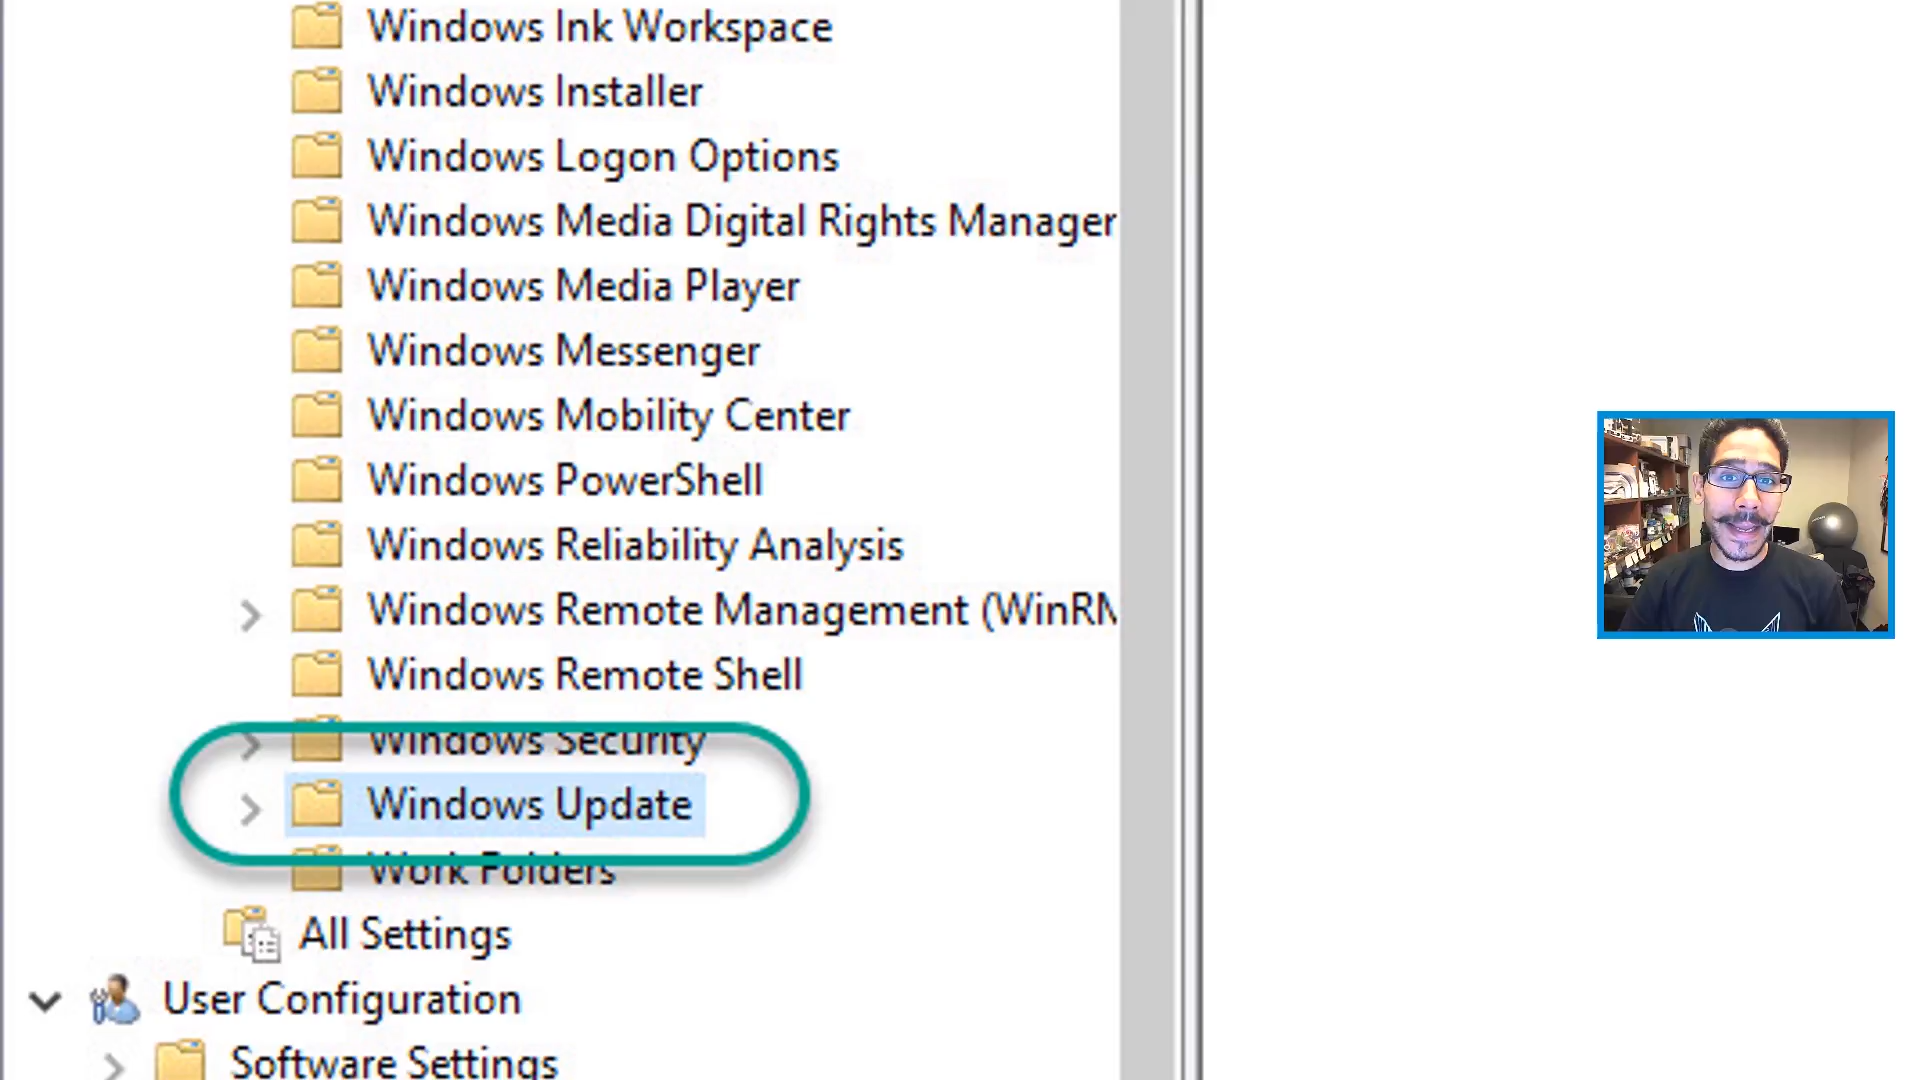 Windows Ink Workspace
Windows Installer
Windows Logon Options
Windows Media Digital Rights Manager
Windows Media Player
Windows Messenger
Windows Mobility Center
Windows PowerShell
Windows Reliability Analysis
Windows Remote Management (WinRM
Windows Remote Shell
Windows Security
Windows Update
Work Folders
All Settings
User Configuration
Software Settings